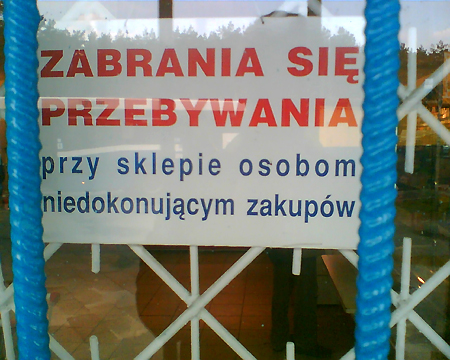 ZABRANIA SIĘ
PRZEBYWANIA
przy sklepie osobom
niedokonującym zakupów